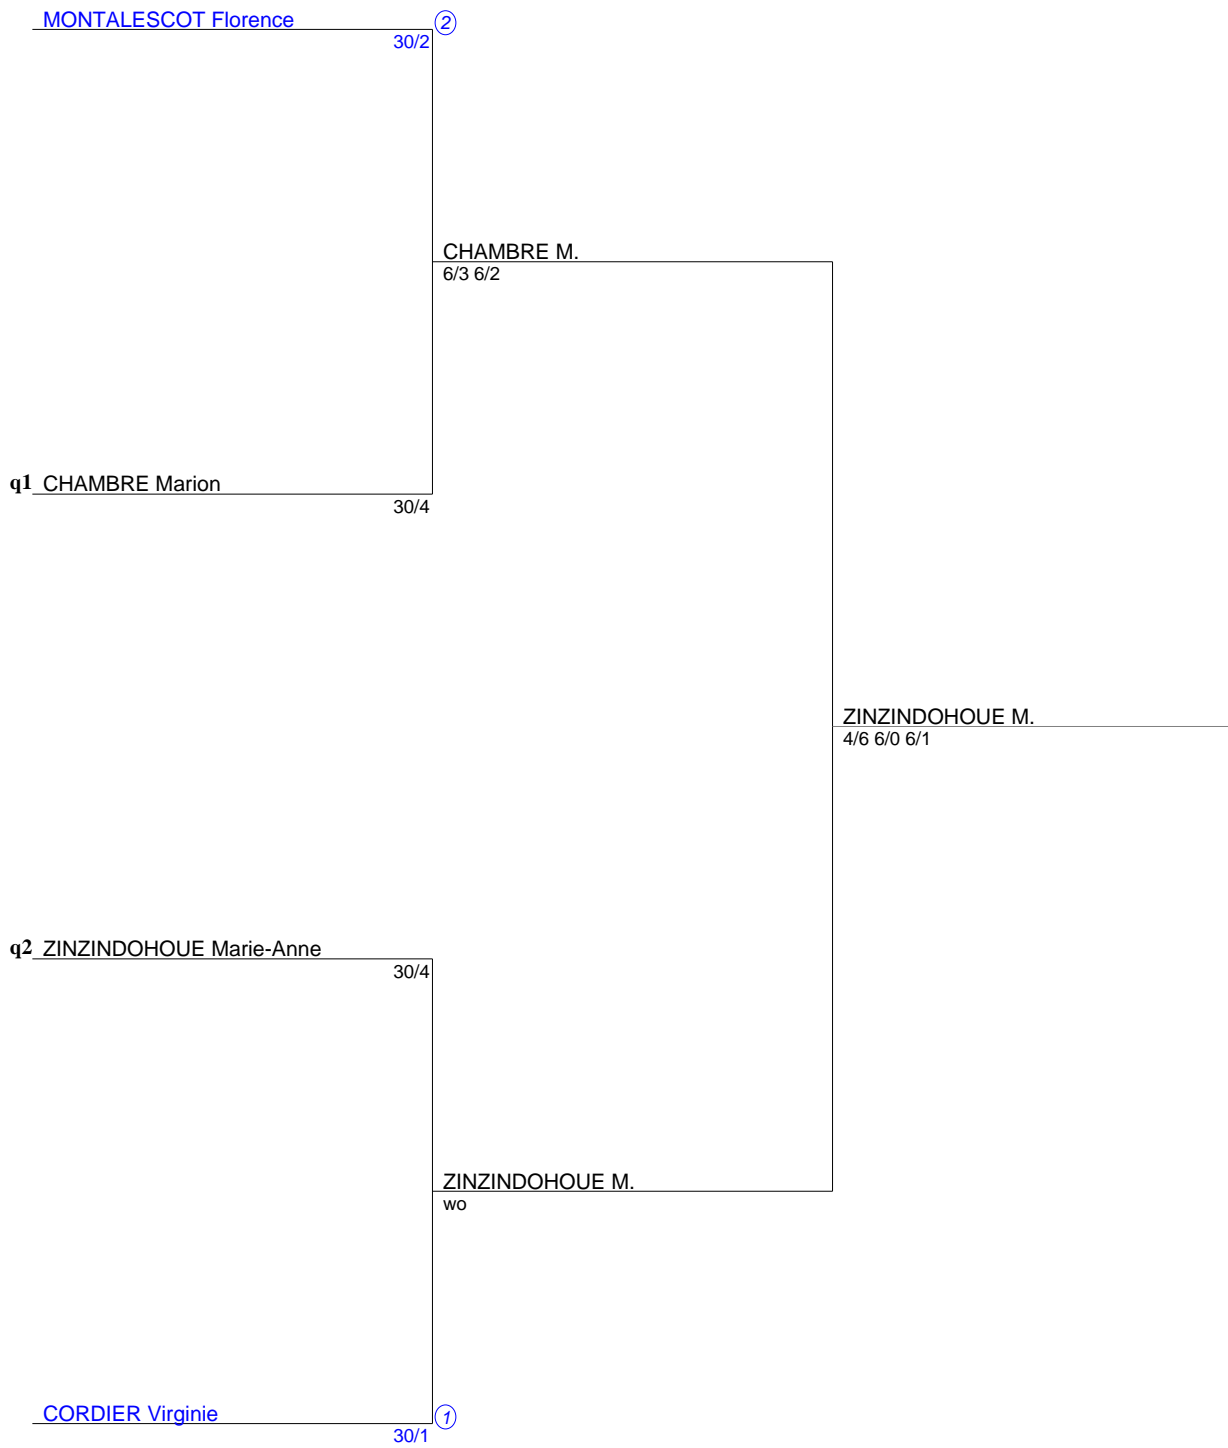 MONTALESCOT Florence
2
30/2
CHAMBRE M.
6/3 6/2
q1 CHAMBRE Marion
30/4
ZINZINDOHOUE M.
4/6 6/0 6/1
q2 ZINZINDOHOUE Marie-Anne
30/4
ZINZINDOHOUE M.
wo
CORDIER Virginie
1
30/1